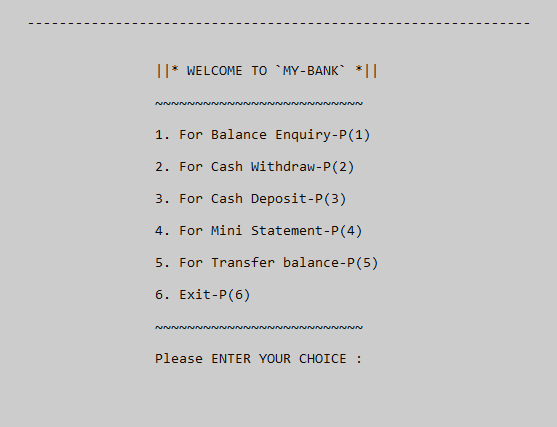 ---------------------------------------------------------------
||* WELCOME TO `MY-BANK` *||
~~~~~~~~~~~~~~~~~~~~~~~~~~
1. For Balance Enquiry-P(1)
2. For Cash Withdraw-P(2)
3. For Cash Deposit-P(3)
4. For Mini Statement-P(4)
5. For Transfer balance-P(5)
6. Exit-P(6)
~~~~~~~~~~~~~~~~~~~~~~~~~~
Please ENTER YOUR CHOICE :